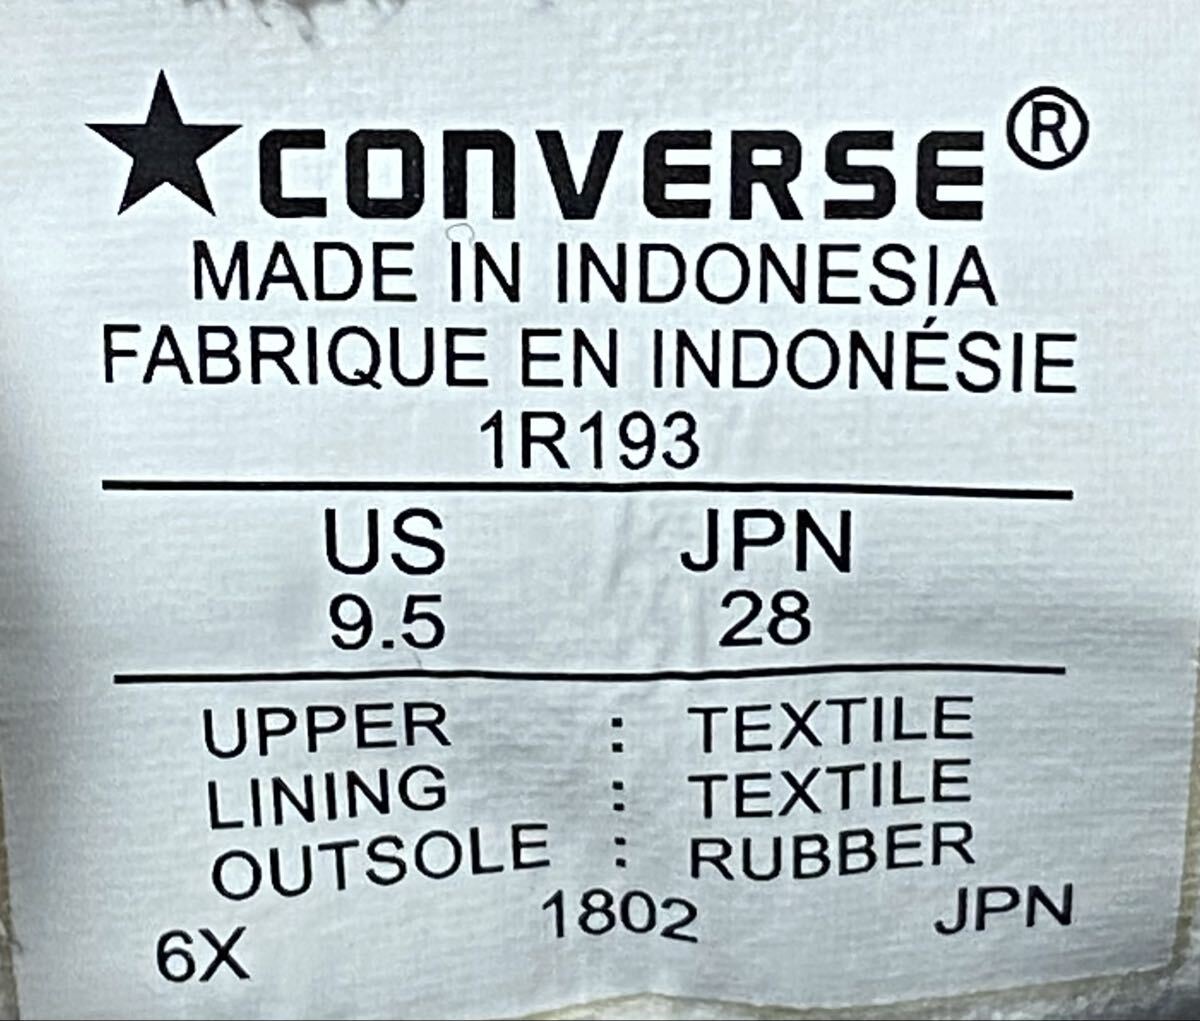 ★CONVERSE®
MADE IN INDONESIA
FABRIQUE EN INDONÉSIE
1R193
US JPN
9.5 28
UPPER : TEXTILE
LINING : TEXTILE
OUTSOLE : RUBBER
6X 1802 JPN